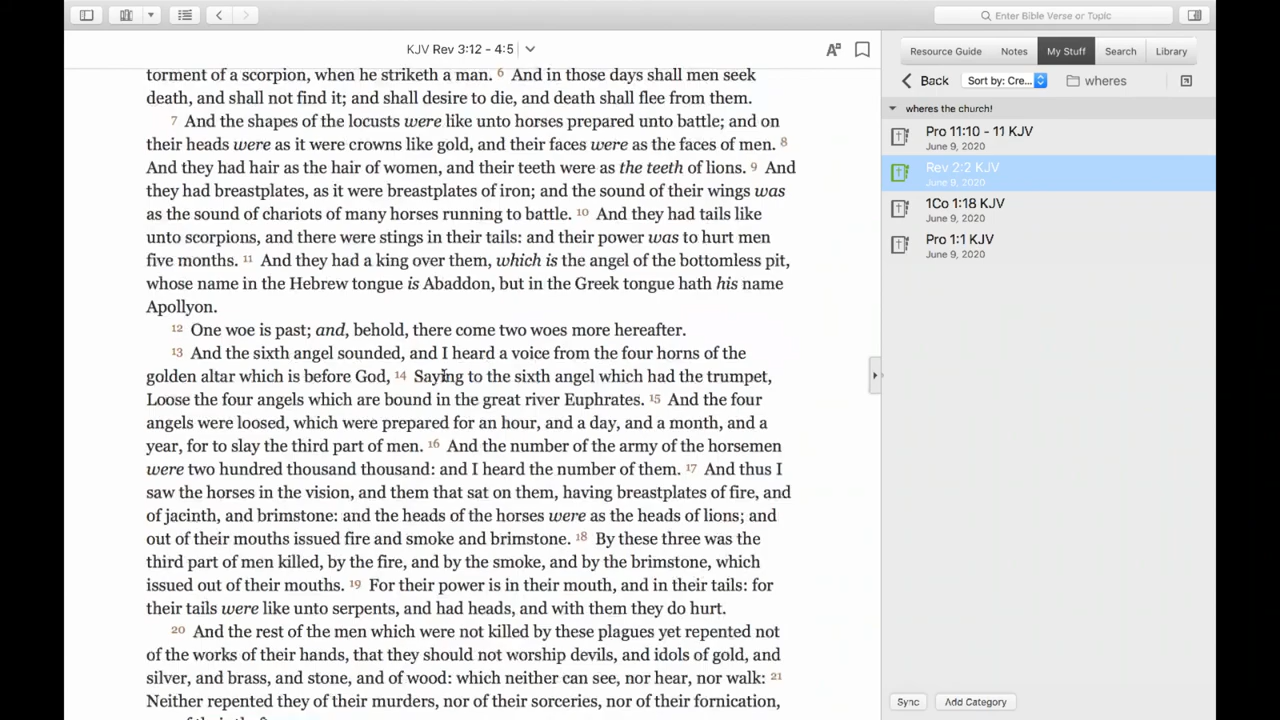 Enter Bible Verse or Topic
KJV Rev 3:12 - 4:5
torment of a scorpion, when he striketh a man. 6 And in those days shall men seek
death, and shall not find it; and shall desire to die, and death shall flee from them.
7 And the shapes of the locusts were like unto horses prepared unto battle; and on
their heads were as it were crowns like gold, and their faces were as the faces of men. 8
And they had hair as the hair of women, and their teeth were as the teeth of lions. 9 And
they had breastplates, as it were breastplates of iron; and the sound of their wings was
as the sound of chariots of many horses running to battle. 10 And they had tails like
unto scorpions, and there were stings in their tails: and their power was to hurt men
five months. 11 And they had a king over them, which is the angel of the bottomless pit,
whose name in the Hebrew tongue is Abaddon, but in the Greek tongue hath his name
Apollyon.
12 One woe is past; and, behold, there come two woes more hereafter.
13 And the sixth angel sounded, and I heard a voice from the four horns of the
golden altar which is before God, 14 Saying to the sixth angel which had the trumpet,
Loose the four angels which are bound in the great river Euphrates. 15 And the four
angels were loosed, which were prepared for an hour, and a day, and a month, and a
year, for to slay the third part of men. 16 And the number of the army of the horsemen
were two hundred thousand thousand: and I heard the number of them. 17 And thus I
saw the horses in the vision, and them that sat on them, having breastplates of fire, and
of jacinth, and brimstone: and the heads of the horses were as the heads of lions; and
out of their mouths issued fire and smoke and brimstone. 18 By these three was the
third part of men killed, by the fire, and by the smoke, and by the brimstone, which
issued out of their mouths. 19 For their power is in their mouth, and in their tails: for
their tails were like unto serpents, and had heads, and with them they do hurt.
20 And the rest of the men which were not killed by these plagues yet repented not
of the works of their hands, that they should not worship devils, and idols of gold, and
silver, and brass, and stone, and of wood: which neither can see, nor hear, nor walk: 21
Neither repented they of their murders, nor of their sorceries, nor of their fornication,
Resource Guide Notes My Stuff Search Library
Back Sort by: Cre... wheres
wheres the church!
Pro 11:10 - 11 KJV
June 9, 2020
Rev 2:2 KJV
June 9, 2020
1Co 1:18 KJV
June 9, 2020
Pro 1:1 KJV
June 9, 2020
Sync Add Category